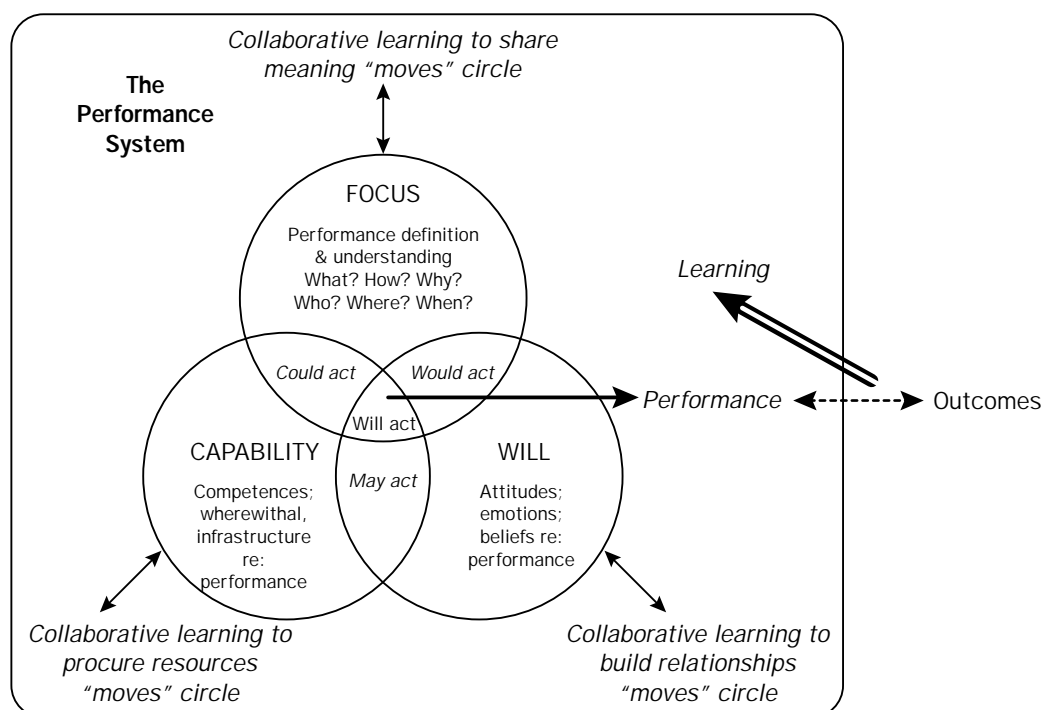 Collaborative learning to share
meaning “moves” circle
The
Performance
System
FOCUS
Performance definition
& understanding
What? How? Why?
Who? Where? When?
Learning
Could act
Would act
Performance
Outcomes
Will act
CAPABILITY
WILL
May act
Competences;
wherewithal,
infrastructure
re:
performance
Attitudes;
emotions;
beliefs re:
performance
Collaborative learning to
procure resources
“moves” circle
Collaborative learning to
build relationships
“moves” circle